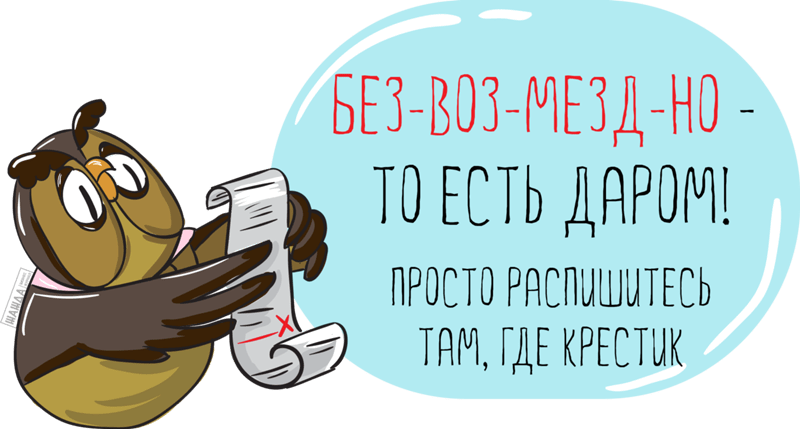 БЕЗ-ВОЗ-МЕЗД-НО -
ТО ЕСТЬ ДАРОМ!
ПРОСТО РАСПИШИТЕСЬ
ТАМ, ГДЕ КРЕСТИК